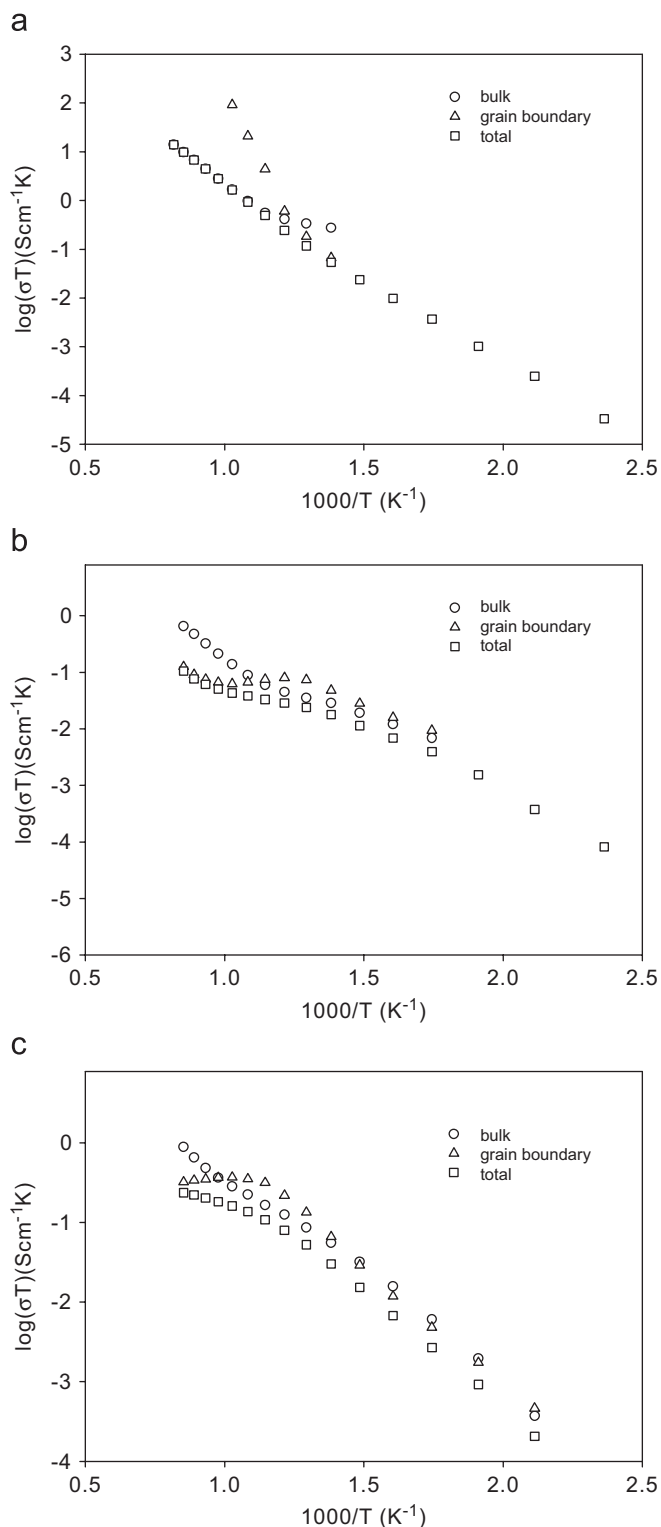 a
3
2
1
0
-1
-2
-3
-4
-5
log(σT)(Scm⁻¹K)
bulk
grain boundary
total
0.5 1.0 1.5 2.0 2.5
1000/T (K⁻¹)
b
0
-1
-2
-3
-4
-5
-6
log(σT)(Scm⁻¹K)
bulk
grain boundary
total
0.5 1.0 1.5 2.0 2.5
1000/T (K⁻¹)
c
0
-1
-2
-3
-4
log(σT)(Scm⁻¹K)
bulk
grain boundary
total
0.5 1.0 1.5 2.0 2.5
1000/T (K⁻¹)